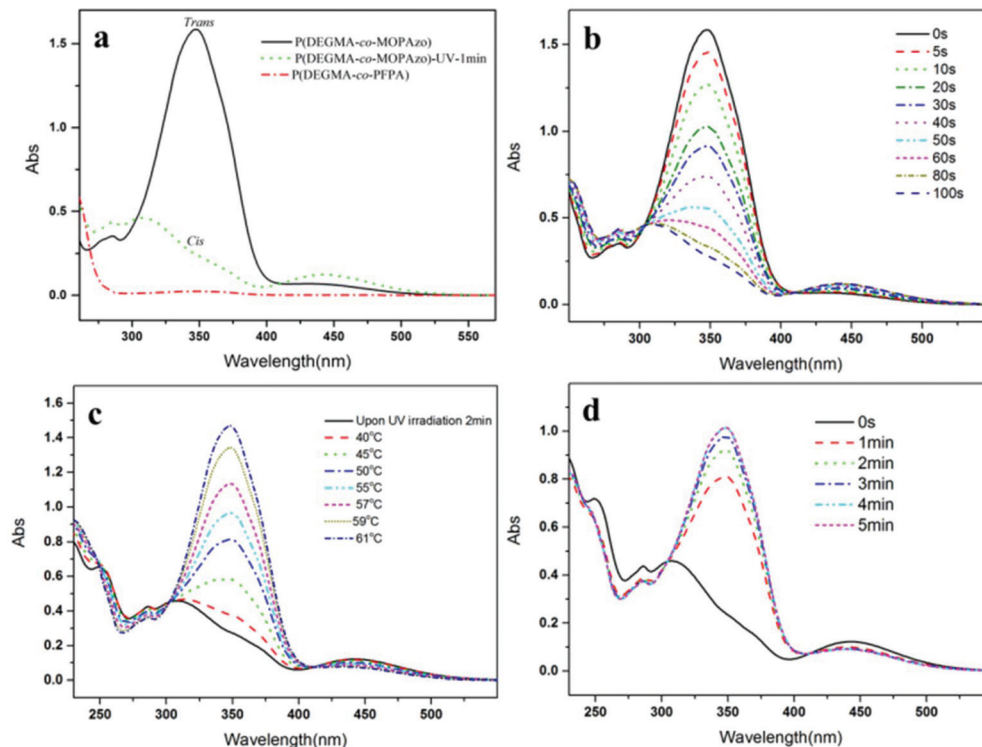 a
Trans
Cis
P(DEGMA-co-MOPAzo)
P(DEGMA-co-MOPAzo)-UV-1min
P(DEGMA-co-PFPA)
1.5
1.0
0.5
0.0
Abs
300 350 400 450 500 550
Wavelength(nm)
b
0s
5s
10s
20s
30s
40s
50s
60s
80s
100s
1.5
1.0
0.5
0.0
Abs
250 300 350 400 450 500
Wavelength(nm)
c
Upon UV irradiation 2min
40°C
45°C
50°C
55°C
57°C
59°C
61°C
1.6
1.4
1.2
1.0
0.8
0.6
0.4
0.2
0.0
Abs
250 300 350 400 450 500
Wavelength(nm)
d
0s
1min
2min
3min
4min
5min
1.0
0.8
0.6
0.4
0.2
0.0
Abs
250 300 350 400 450 500
Wavelength(nm)